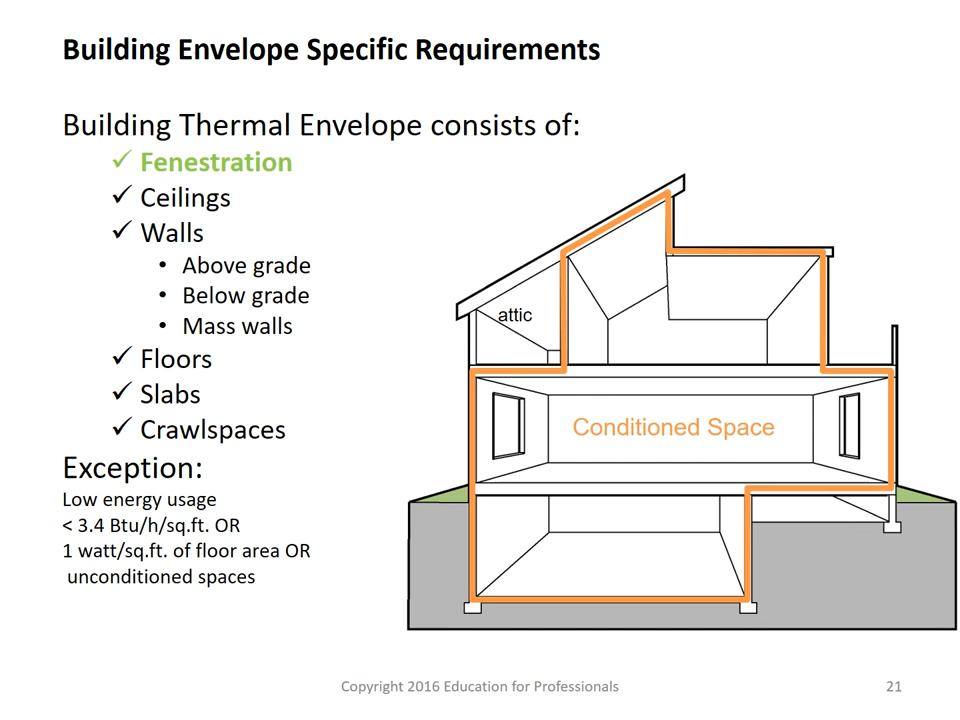 Building Envelope Specific Requirements
Building Thermal Envelope consists of:
✓ Fenestration
✓ Ceilings
✓ Walls
• Above grade
• Below grade
• Mass walls
✓ Floors
✓ Slabs
✓ Crawlspaces
Exception:
Low energy usage
< 3.4 Btu/h/sq.ft. OR
1 watt/sq.ft. of floor area OR
unconditioned spaces
attic
Conditioned Space
Copyright 2016 Education for Professionals
21